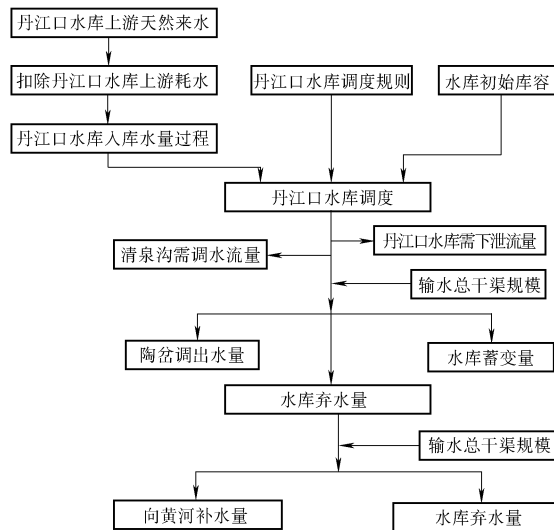 丹江口水库上游天然来水
扣除丹江口水库上游耗水
丹江口水库调度规则
水库初始库容
丹江口水库入库水量过程
丹江口水库调度
丹江口水库需下泄流量
清泉沟需调水流量
输水总干渠规模
陶岔调出水量
水库蓄变量
水库弃水量
输水总干渠规模
向黄河补水量
水库弃水量